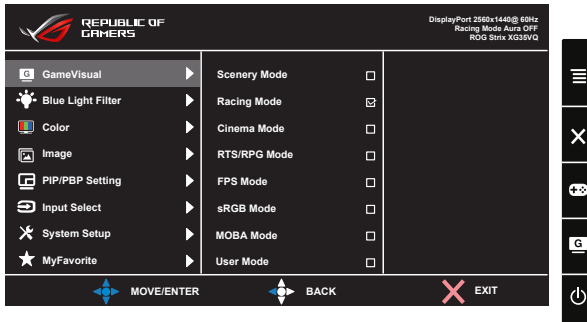 REPUBLIC OF
GAMERS
DisplayPort 2560x1440@ 60Hz
Racing Mode Aura OFF
ROG Strix XG35VQ
G GameVisual
Blue Light Filter
Color
Image
PIP/PBP Setting
Input Select
System Setup
MyFavorite
Scenery Mode
Racing Mode
Cinema Mode
RTS/RPG Mode
FPS Mode
sRGB Mode
MOBA Mode
User Mode
MOVE/ENTER
BACK
EXIT
G